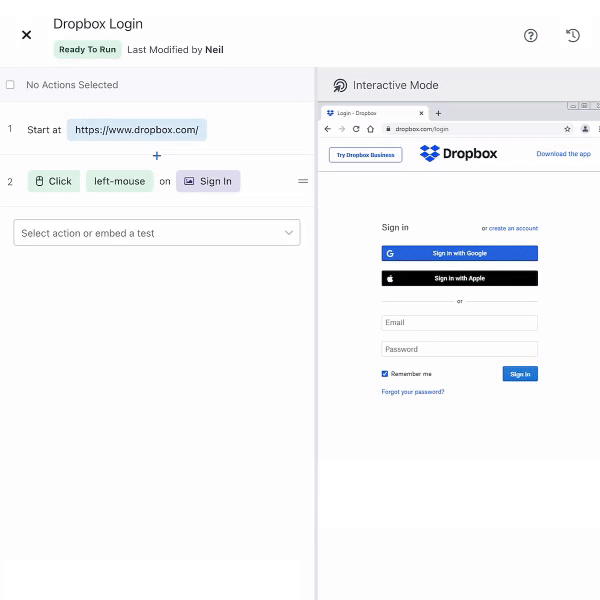 Dropbox Login
Ready To Run Last Modified by Neil
No Actions Selected
1 Start at https://www.dropbox.com/
2 Click left-mouse on Sign In
Select action or embed a test
Interactive Mode
Login - Dropbox
dropbox.com/login
Try Dropbox Business Dropbox Download the app
Sign in or create an account
Sign in with Google
Sign in with Apple
or
Email
Password
Remember me Sign in
Forgot your password?